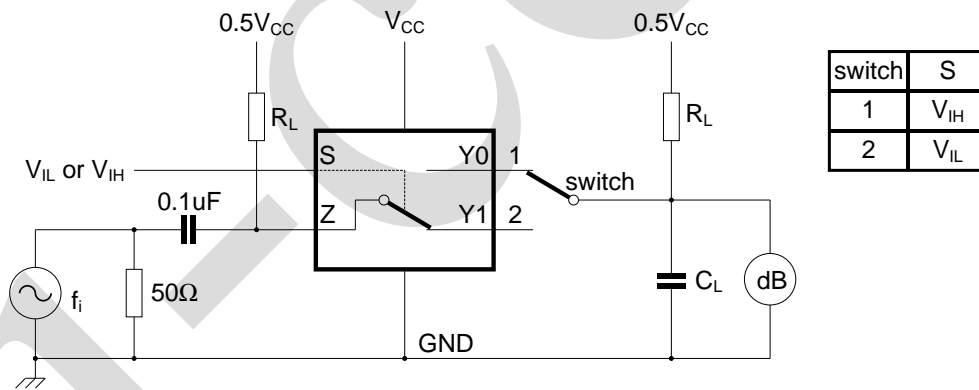 0.5VCC
VCC
0.5VCC
RL
RL
switch S
1 VIH
2 VIL
VIL or VIH
S
Y0
1
switch
0.1uF
Z
Y1
2
fi
50Ω
CL
dB
GND